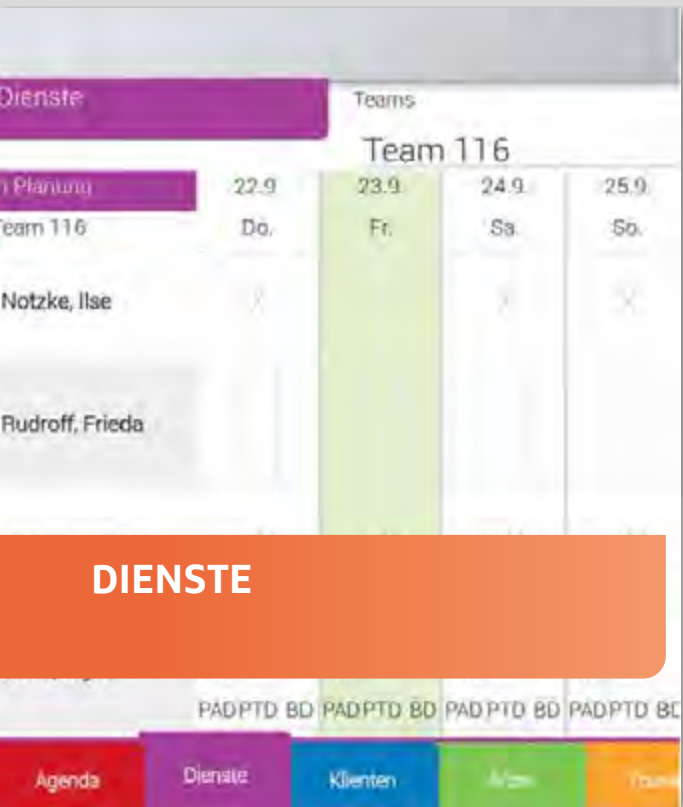 Dienste
Teams
Team 116
Planung 22.9. 23.9. 24.9. 25.9.
Team 116 Do. Fr. Sa. So.
Notzke, Ilse X X X
Rudroff, Frieda
DIENSTE
PAD PTD BD PAD PTD BD PAD PTD BD PAD PTD BD
Agenda Dienste Klienten